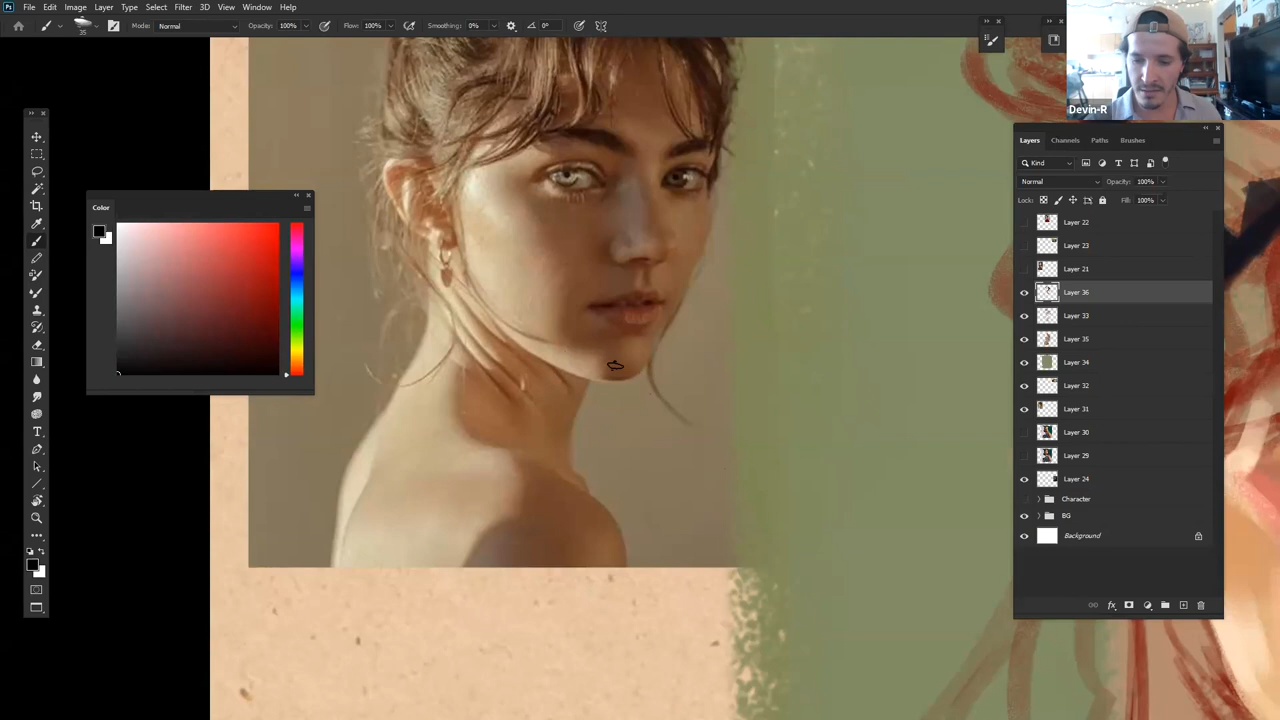 Ps File Edit Image Layer Type Select Filter 3D View Window Help
35 Mode: Normal Opacity: 100% Flow: 100% Smoothing: 0% 0°
Devin-R
Color
Layers Channels Paths Brushes
Kind
Normal Opacity: 100%
Lock: Fill: 100%
Layer 22
Layer 23
Layer 21
Layer 36
Layer 33
Layer 35
Layer 34
Layer 32
Layer 31
Layer 30
Layer 29
Layer 24
Character
BG
Background
fx